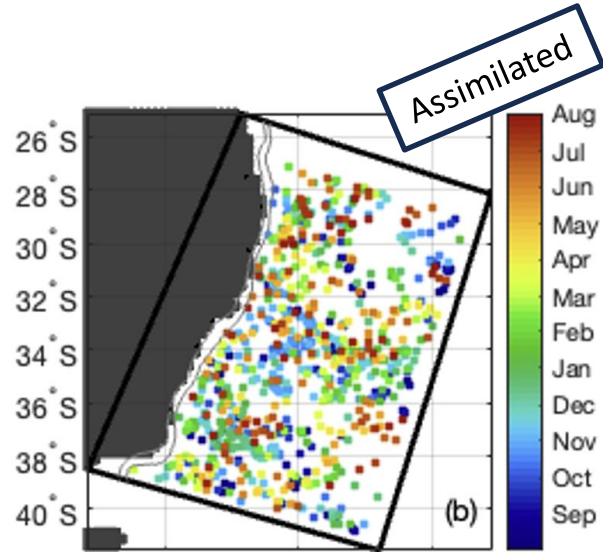 Assimilated
26°S
28°S
30°S
32°S
34°S
36°S
38°S
40°S
(b)
Aug
Jul
Jun
May
Apr
Mar
Feb
Jan
Dec
Nov
Oct
Sep